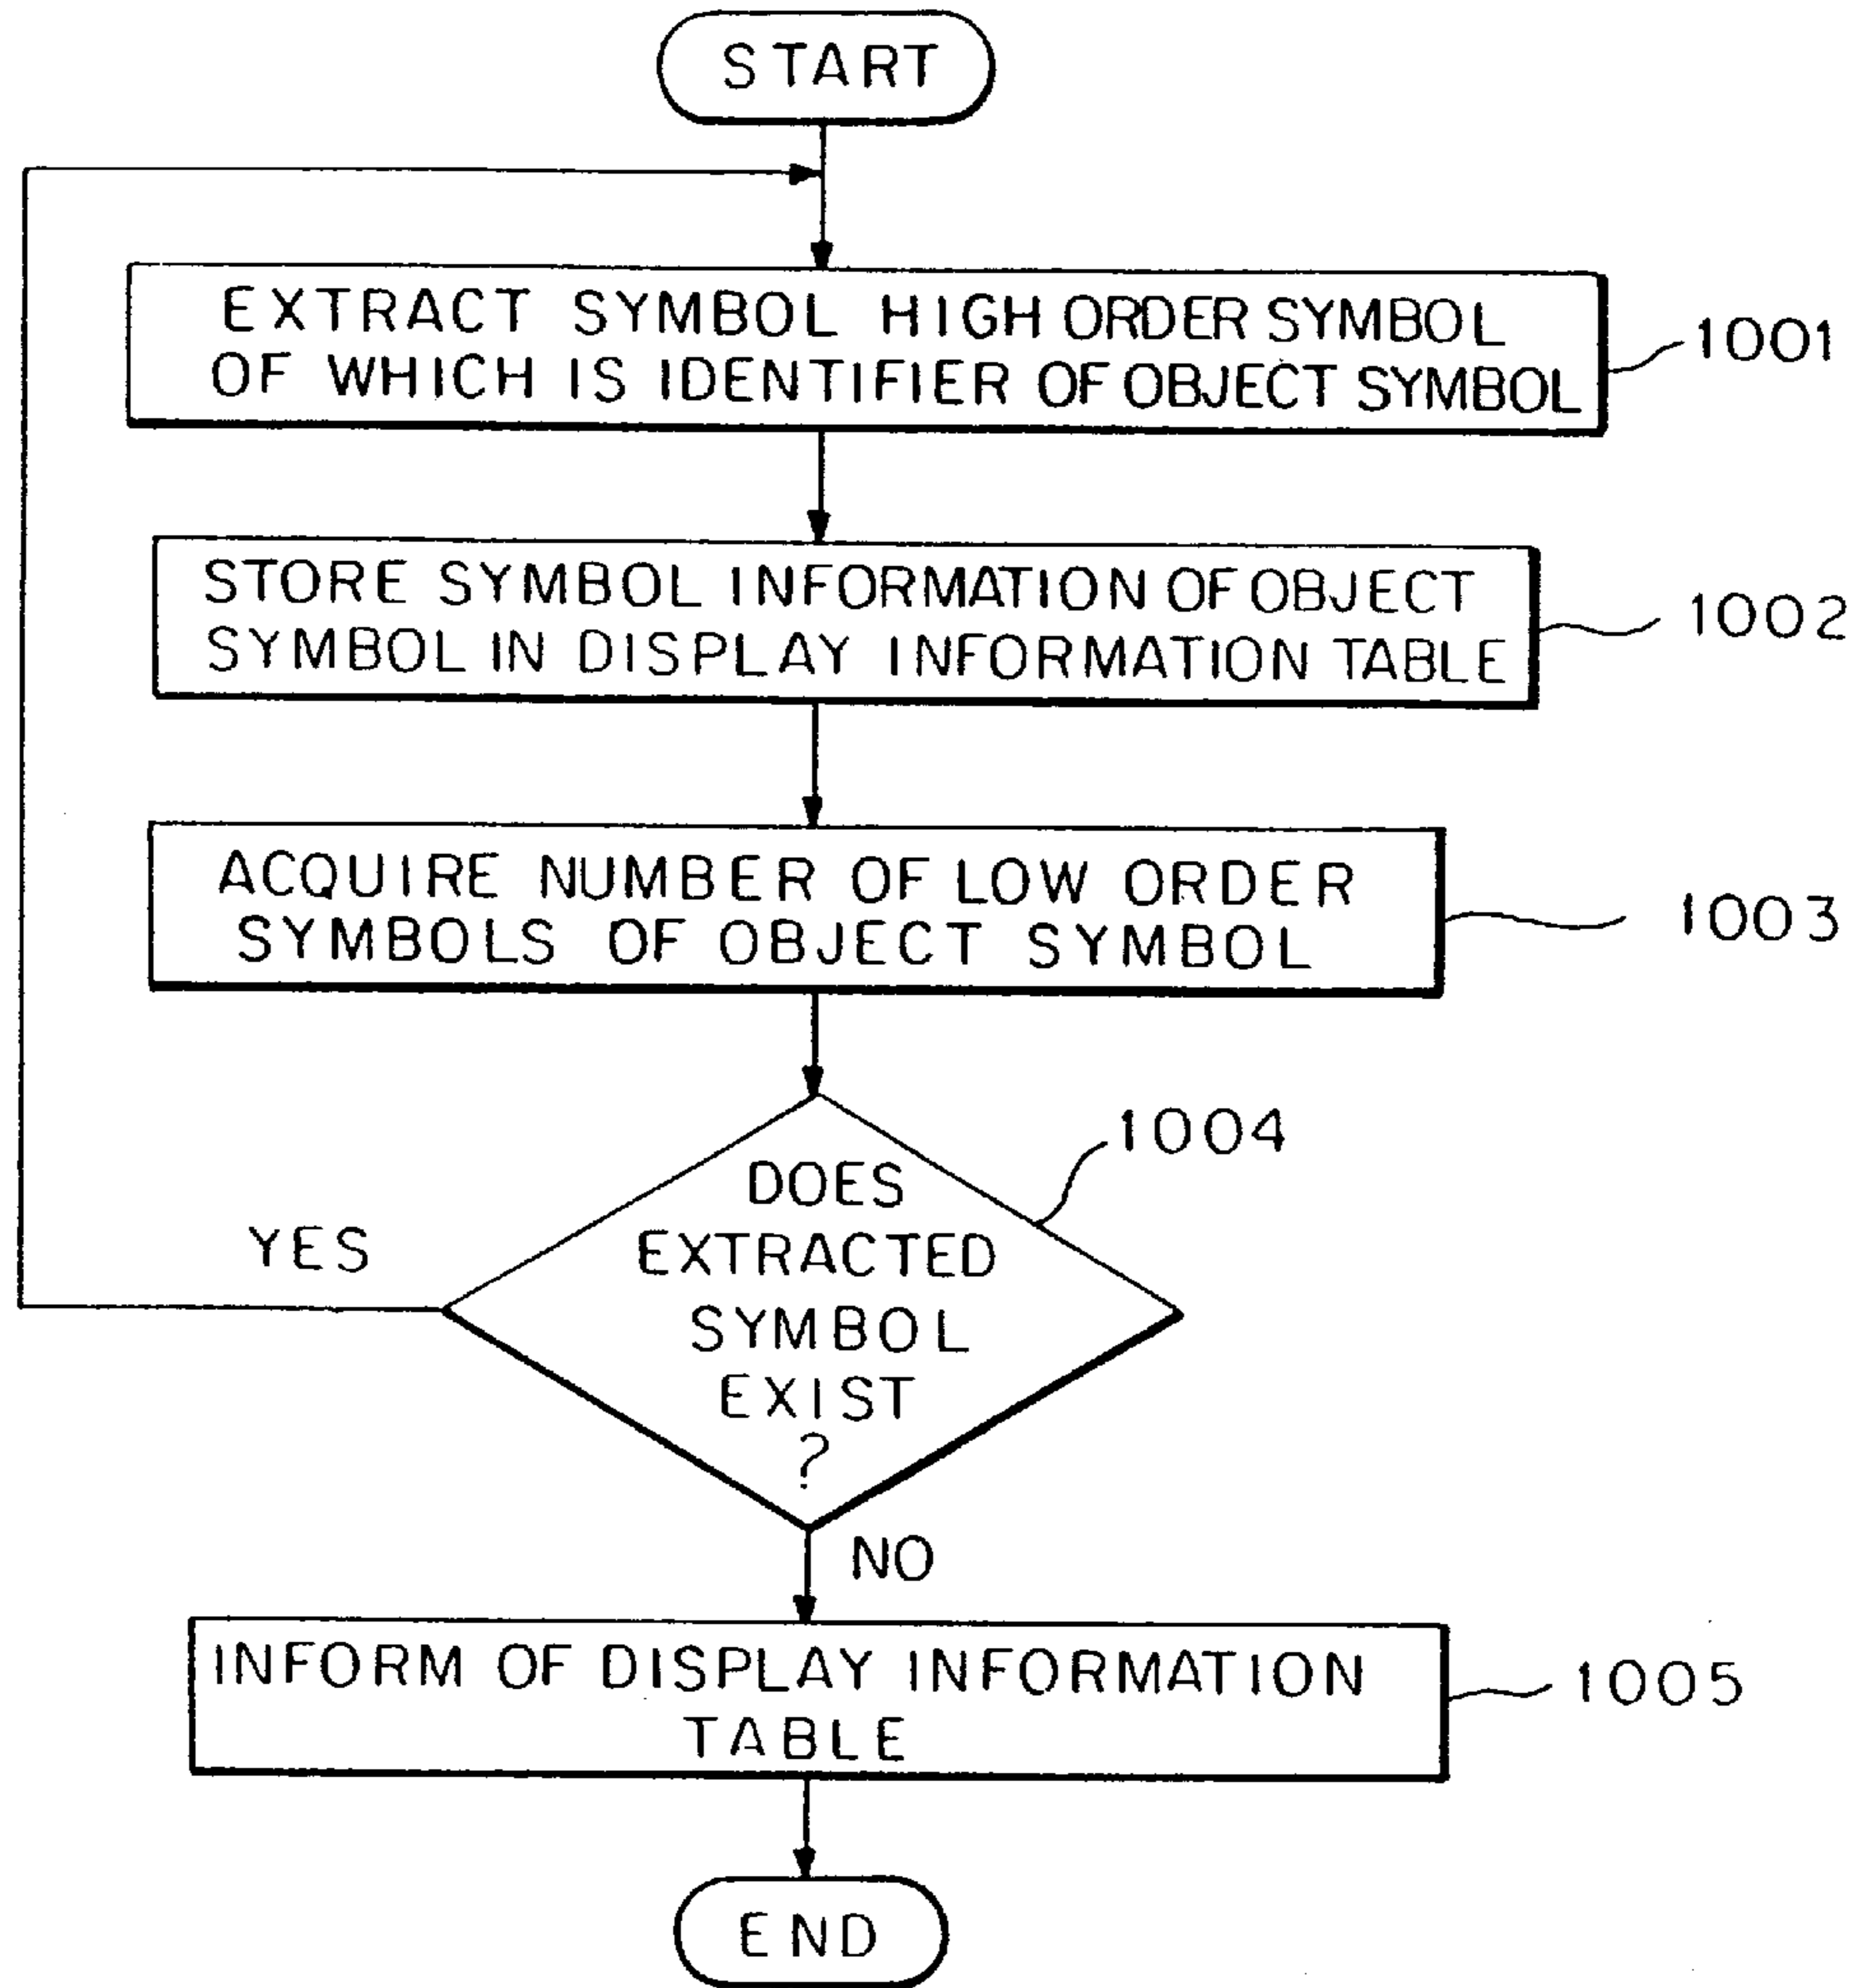 START
EXTRACT SYMBOL HIGH ORDER SYMBOL
OF WHICH IS IDENTIFIER OF OBJECT SYMBOL
1001
STORE SYMBOL INFORMATION OF OBJECT
SYMBOL IN DISPLAY INFORMATION TABLE
1002
ACQUIRE NUMBER OF LOW ORDER
SYMBOLS OF OBJECT SYMBOL
1003
1004
DOES
EXTRACTED
SYMBOL
EXIST
?
YES
NO
INFORM OF DISPLAY INFORMATION
TABLE
1005
END